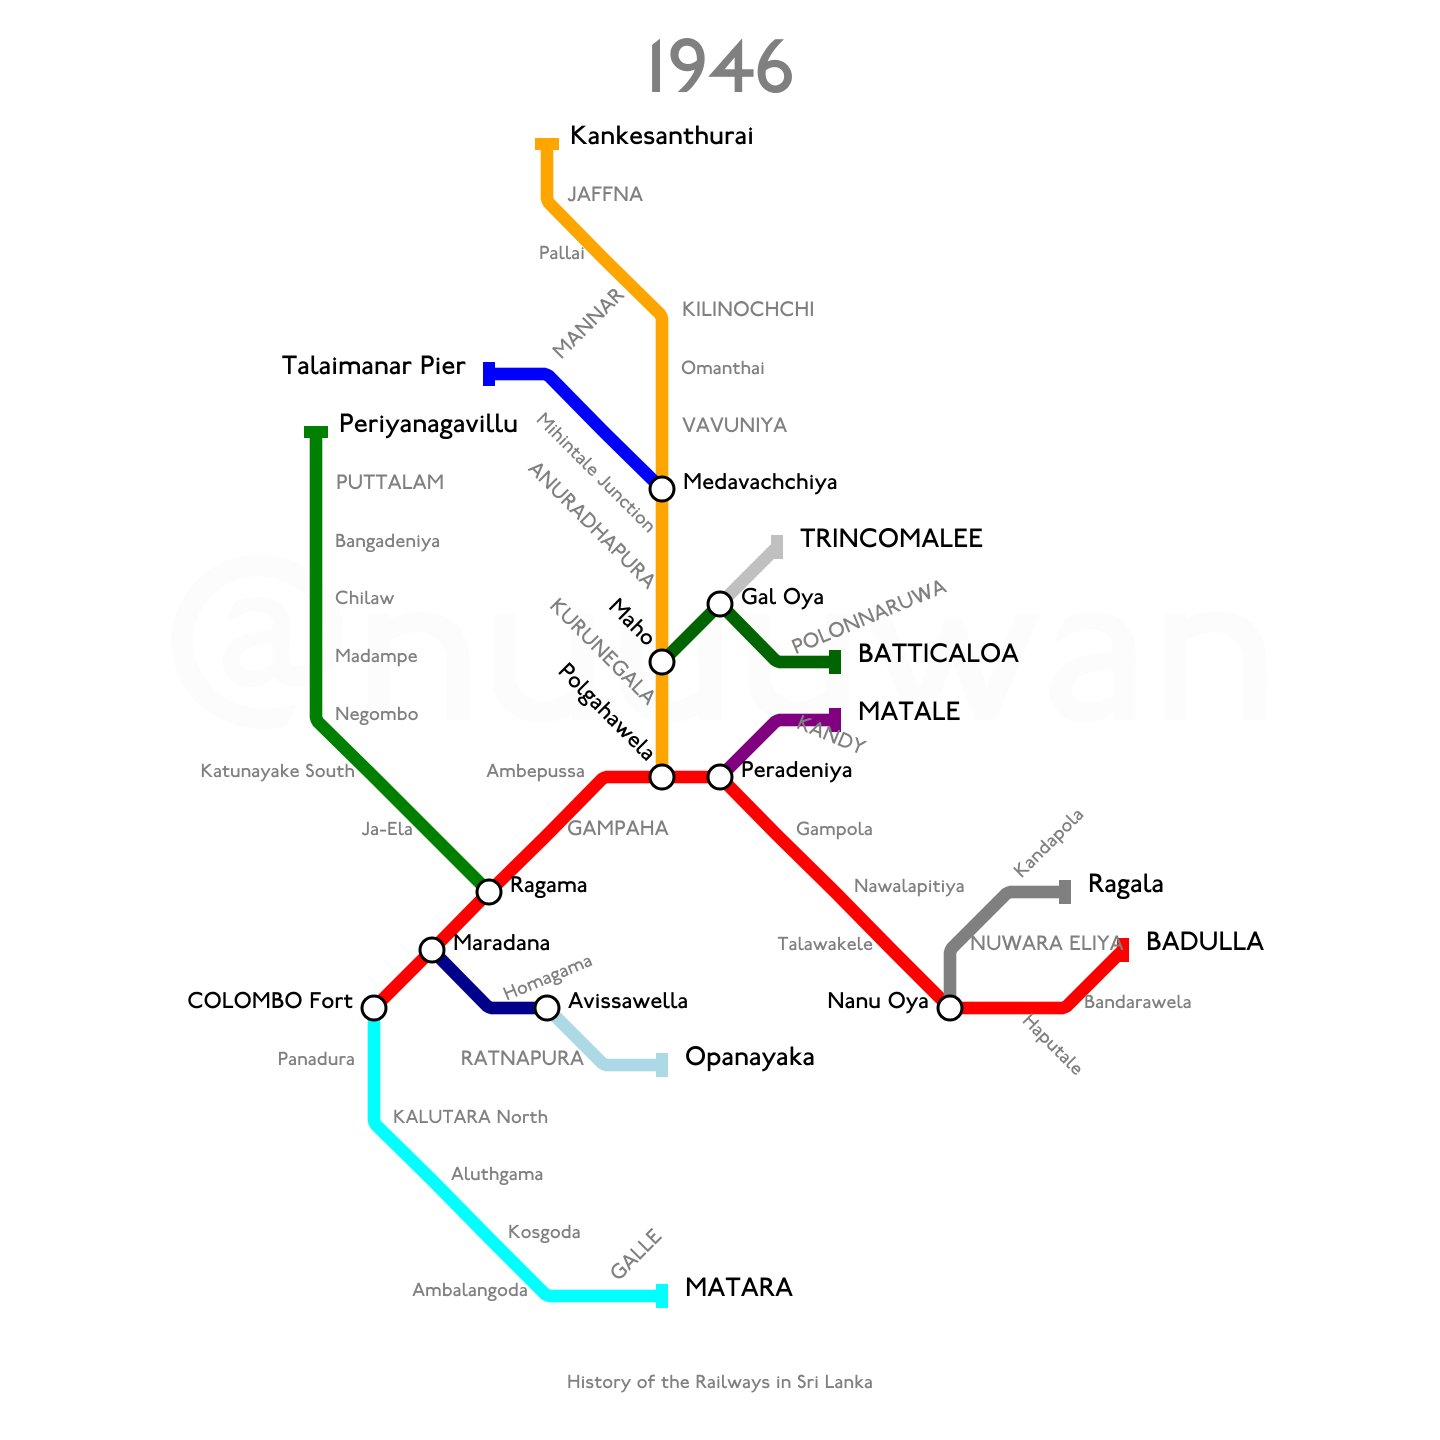 1946
Kankesanthurai
JAFFNA
Pallai
MANNAR
KILINOCHCHI
Talaimanar Pier
Omanthai
Periyanagavillu
Mihintale Junction
VAVUNIYA
PUTTALAM
ANURADHAPURA
Medavachchiya
Bangadeniya
TRINCOMALEE
Chilaw
Maho
Gal Oya
POLONNARUWA
@nuuuwan
Madampe
KURUNEGALA
BATTICALOA
Negombo
Polgahawela
MATALE
KANDY
Katunayake South
Ambepussa
Peradeniya
Ja-Ela
GAMPAHA
Gampola
Kandapola
Ragama
Nawalapitiya
Ragala
Maradana
Talawakele
NUWARA ELIYA
BADULLA
Homagama
COLOMBO Fort
Avissawella
Nanu Oya
Bandarawela
Haputale
Panadura
RATNAPURA
Opanayaka
KALUTARA North
Aluthgama
Kosgoda
GALLE
Ambalangoda
MATARA
History of the Railways in Sri Lanka